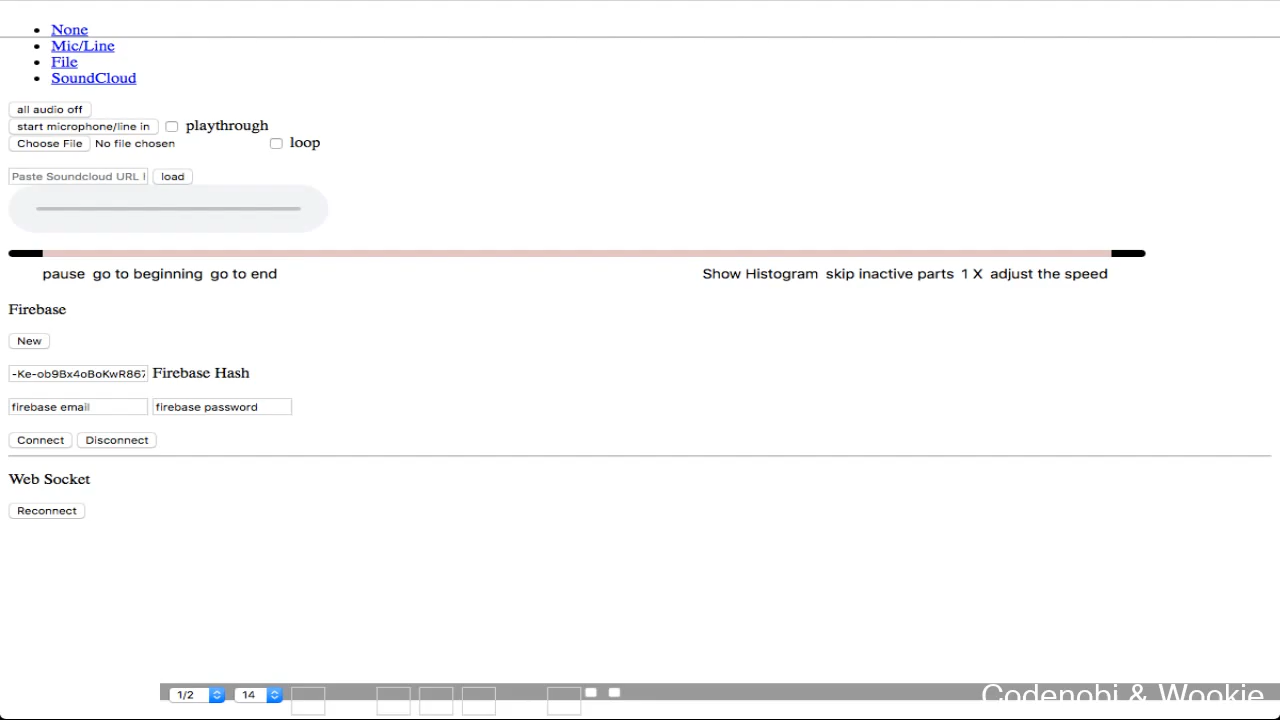 None
Mic/Line
File
SoundCloud
all audio off
start microphone/line in playthrough
Choose File No file chosen loop
Paste Soundcloud URL load
pause go to beginning go to end Show Histogram skip inactive parts 1 X adjust the speed
Firebase
New
-Ke-ob9Bx4oBoKwR867 Firebase Hash
firebase email firebase password
Connect Disconnect
Web Socket
Reconnect
1/2 14 Codenobi & Wookie